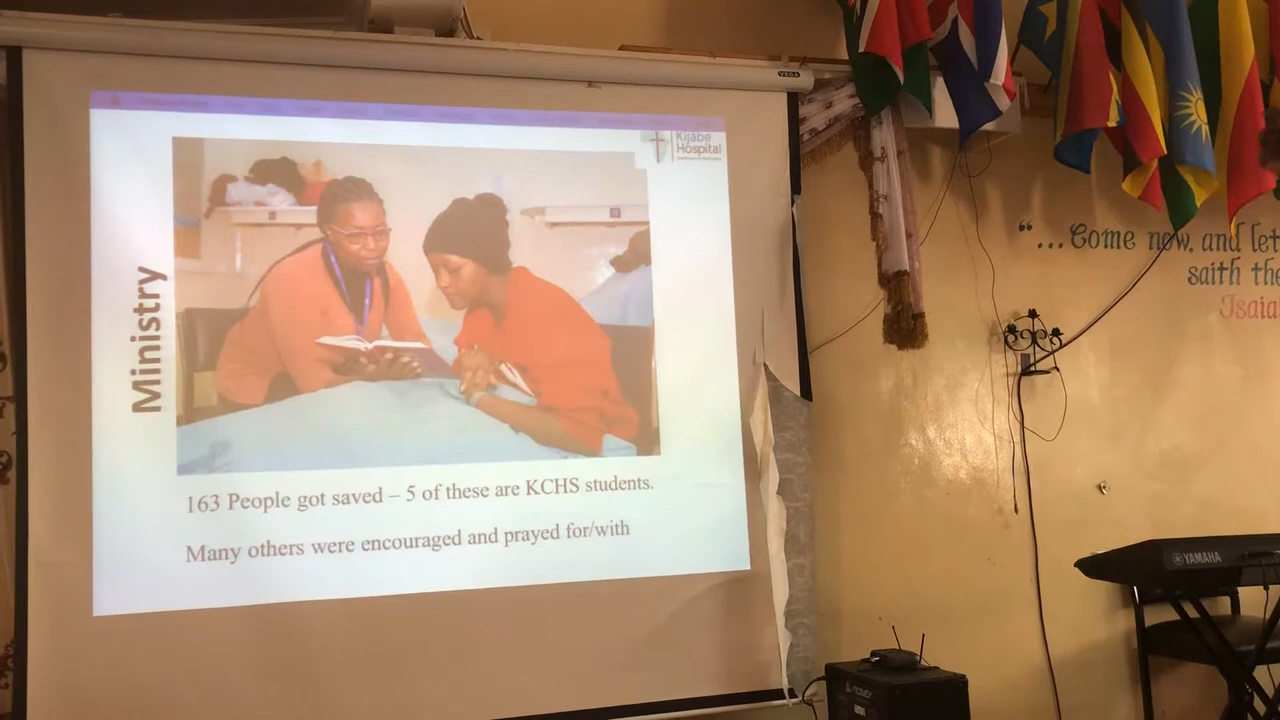 VEGA
Kijabe
Hospital
Ministry
163 People got saved – 5 of these are KCHS students.
Many others were encouraged and prayed for/with
“...Come now, and let
saith the
Isaia
YAMAHA